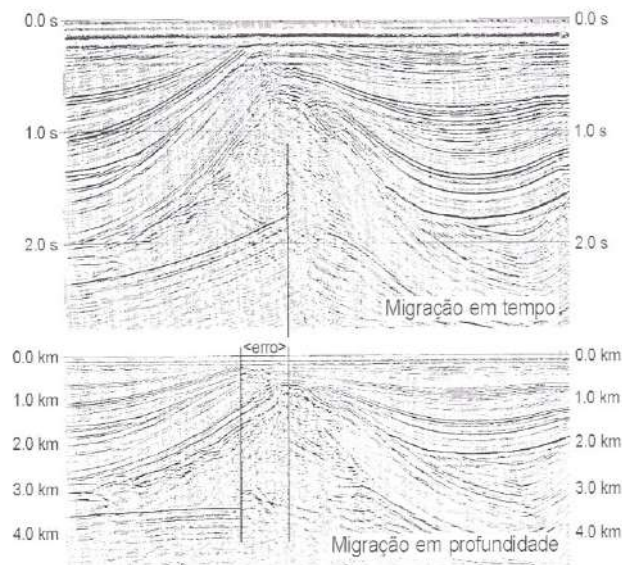 0.0 s
0.0 s
1.0 s
1.0 s
2.0 s
2.0 s
Migração em tempo
<erro>
0.0 km
0.0 km
1.0 km
1.0 km
2.0 km
2.0 km
3.0 km
3.0 km
4.0 km
4.0 km
Migração em profundidade